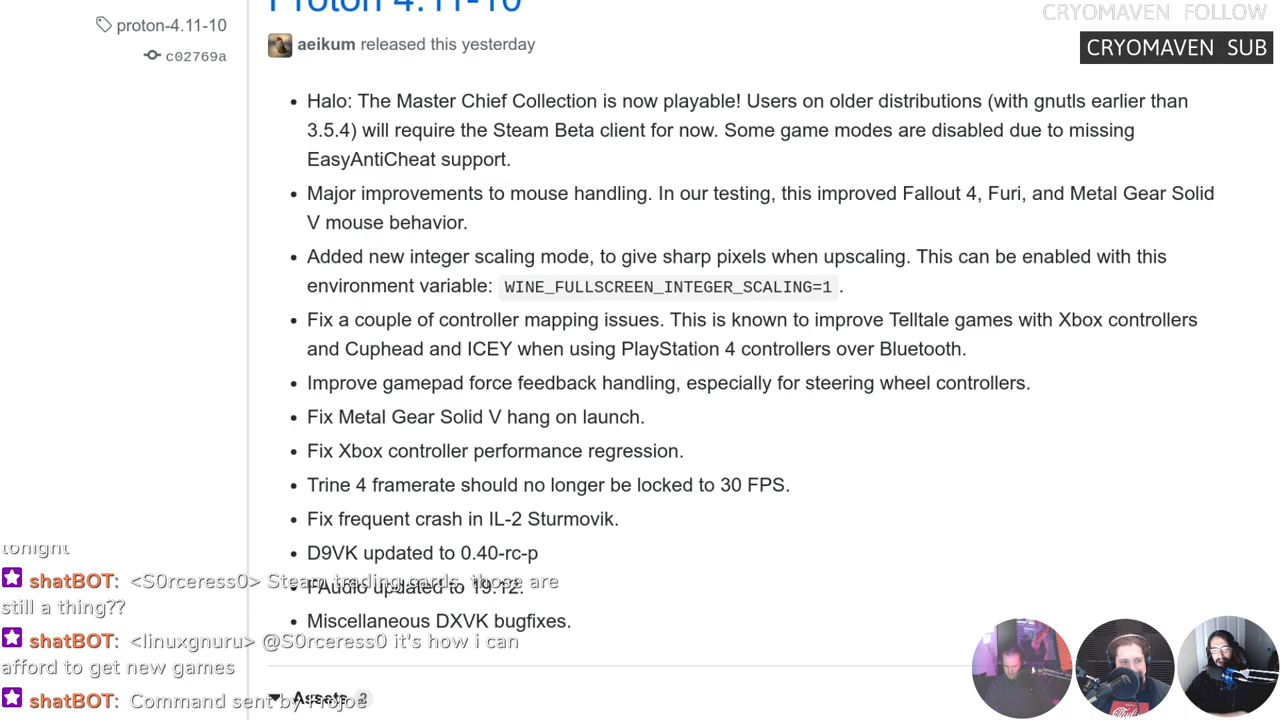 Proton 4.11-10
CRYOMAVEN FOLLOW
proton-4.11-10
aeikum released this yesterday
CRYOMAVEN SUB
c02769a
Halo: The Master Chief Collection is now playable! Users on older distributions (with gnutls earlier than
3.5.4) will require the Steam Beta client for now. Some game modes are disabled due to missing
EasyAntiCheat support.
Major improvements to mouse handling. In our testing, this improved Fallout 4, Furi, and Metal Gear Solid
V mouse behavior.
Added new integer scaling mode, to give sharp pixels when upscaling. This can be enabled with this
environment variable: WINE_FULLSCREEN_INTEGER_SCALING=1 .
Fix a couple of controller mapping issues. This is known to improve Telltale games with Xbox controllers
and Cuphead and ICEY when using PlayStation 4 controllers over Bluetooth.
Improve gamepad force feedback handling, especially for steering wheel controllers.
Fix Metal Gear Solid V hang on launch.
Fix Xbox controller performance regression.
Trine 4 framerate should no longer be locked to 30 FPS.
Fix frequent crash in IL-2 Sturmovik.
D9VK updated to 0.40-rc-p
FAudio updated to 19.12.
Miscellaneous DXVK bugfixes.
Assets 3
tonight
shatBOT: <S0rceress0> Steam trading cards, those are
still a thing??
shatBOT: <linuxgnuru> @S0rceress0 it's how i can
afford to get new games
shatBOT: Command sent by Frojoe